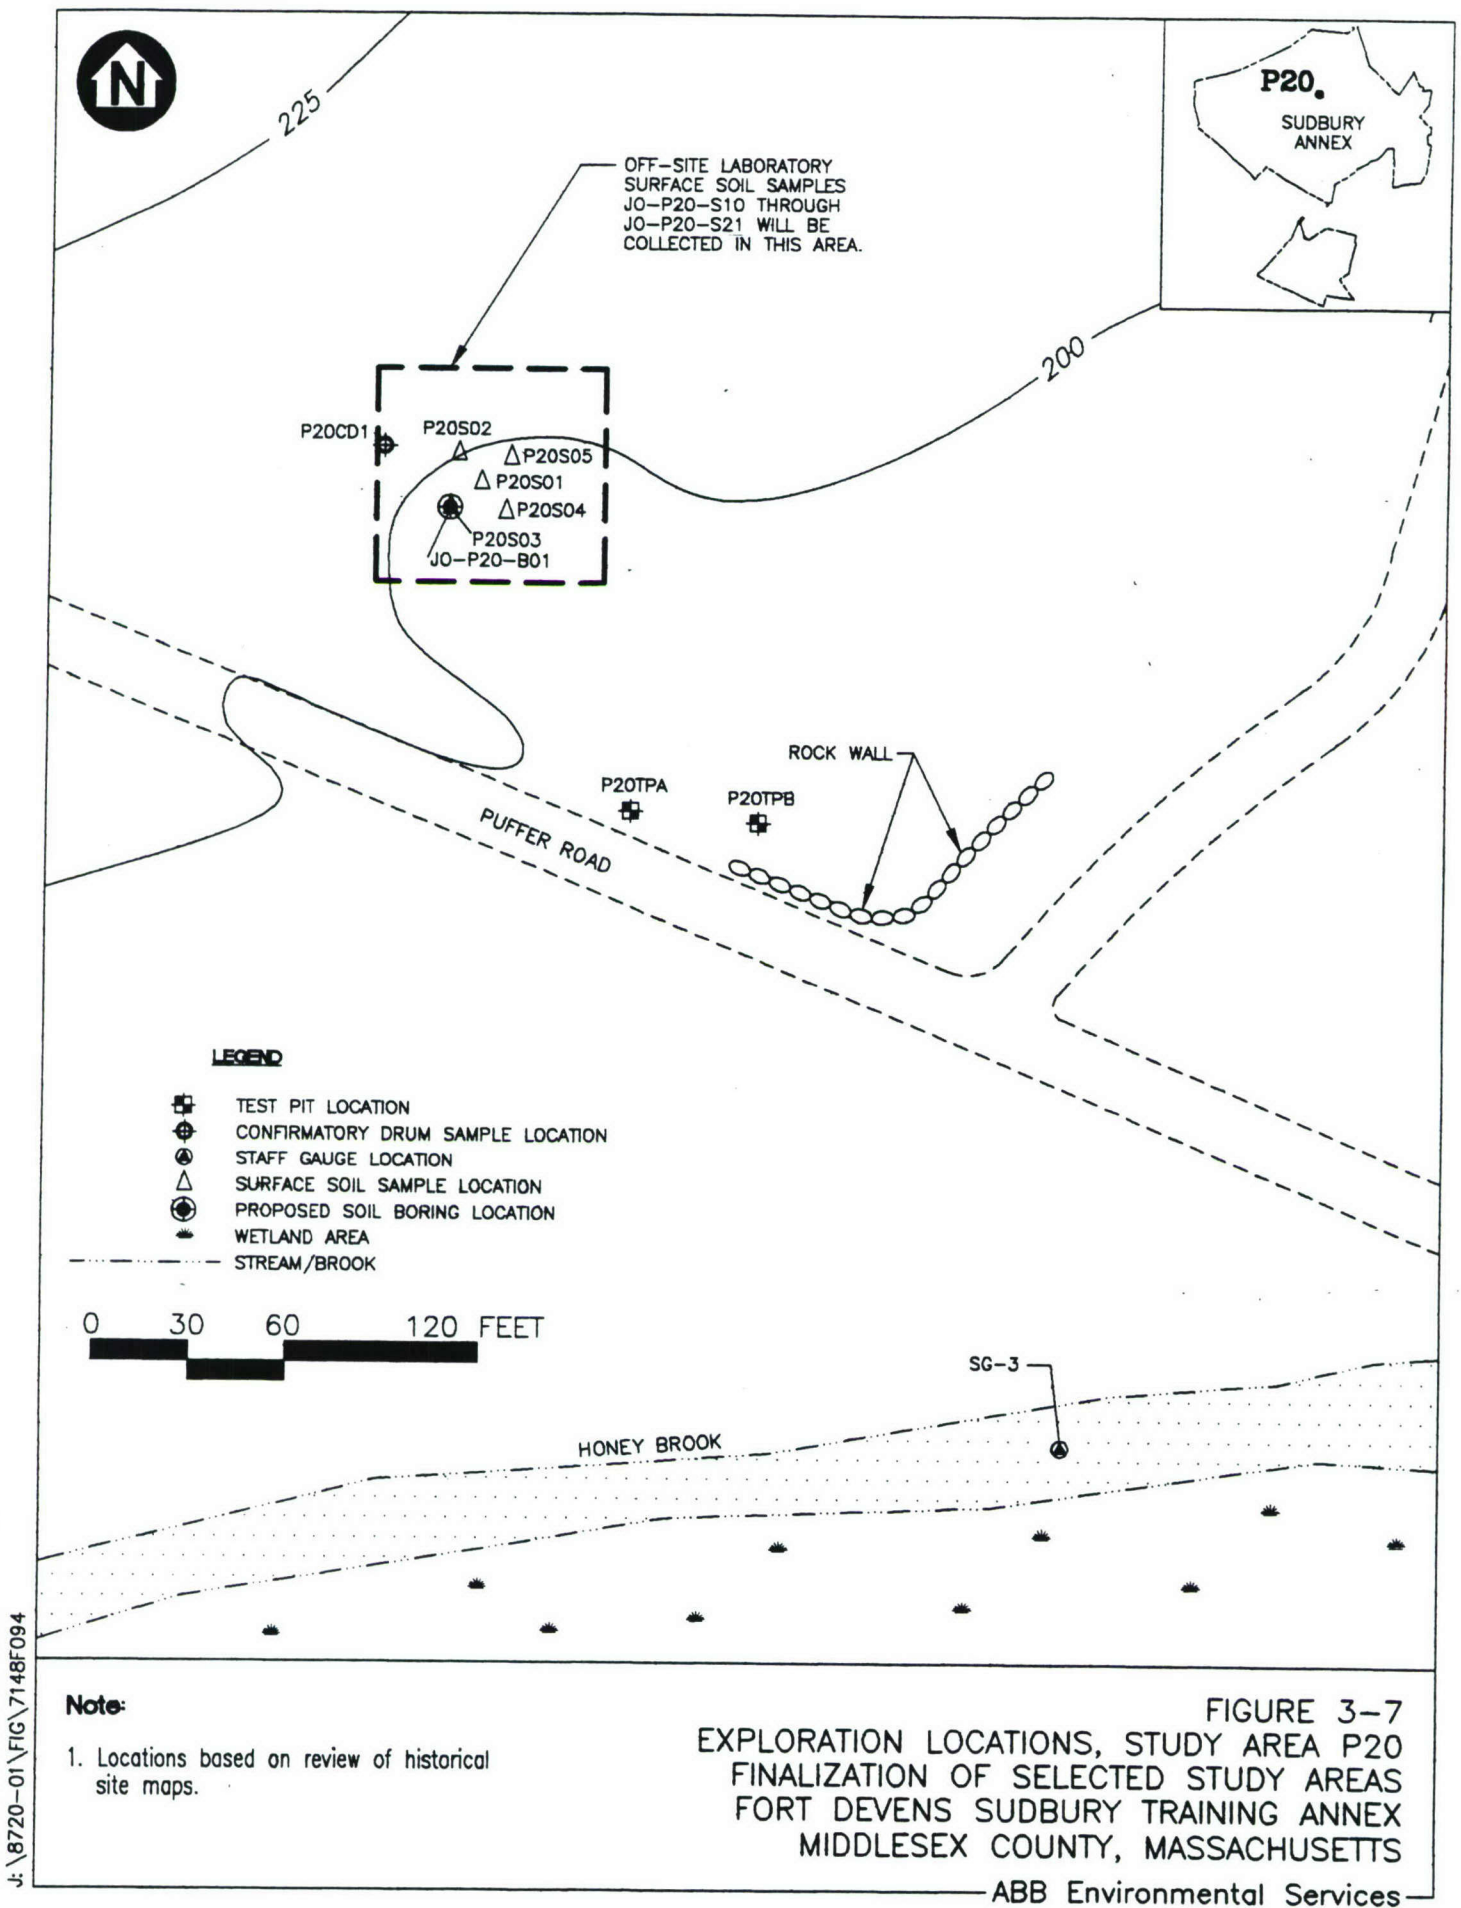 N
225
P20
SUDBURY
ANNEX
OFF-SITE LABORATORY
SURFACE SOIL SAMPLES
JO-P20-S10 THROUGH
JO-P20-S21 WILL BE
COLLECTED IN THIS AREA.
200
P20CD1
P20S02
P20S05
P20S01
P20S04
P20S03
JO-P20-B01
ROCK WALL
P20TPA
P20TPB
PUFFER ROAD
LEGEND
TEST PIT LOCATION
CONFIRMATORY DRUM SAMPLE LOCATION
STAFF GAUGE LOCATION
SURFACE SOIL SAMPLE LOCATION
PROPOSED SOIL BORING LOCATION
WETLAND AREA
STREAM/BROOK
0 30 60 120 FEET
SG-3
HONEY BROOK
Note:
1. Locations based on review of historical
site maps.
FIGURE 3-7
EXPLORATION LOCATIONS, STUDY AREA P20
FINALIZATION OF SELECTED STUDY AREAS
FORT DEVENS SUDBURY TRAINING ANNEX
MIDDLESEX COUNTY, MASSACHUSETTS
ABB Environmental Services
J:\8720-01\FIG\7148F094